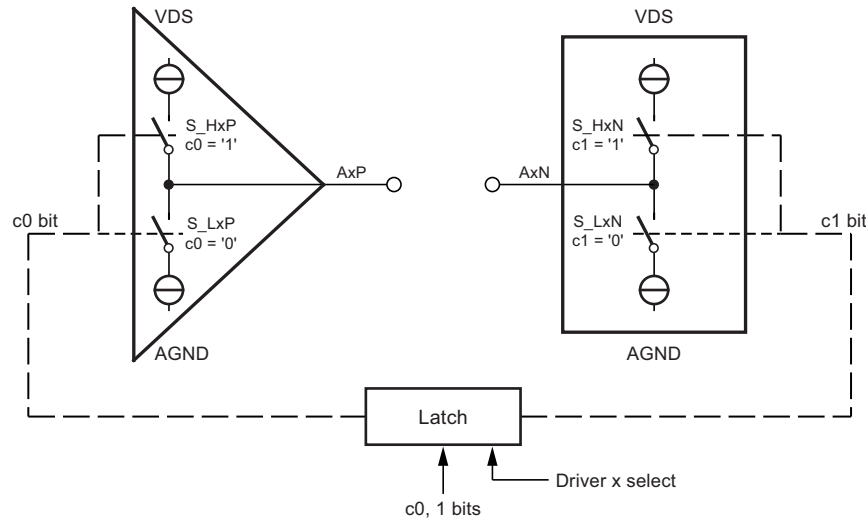 VDS
VDS
S_HxP
c0 = '1'
S_HxN
c1 = '1'
AxP
AxN
c0 bit
S_LxP
c0 = '0'
S_LxN
c1 = '0'
c1 bit
AGND
AGND
Latch
Driver x select
c0, 1 bits